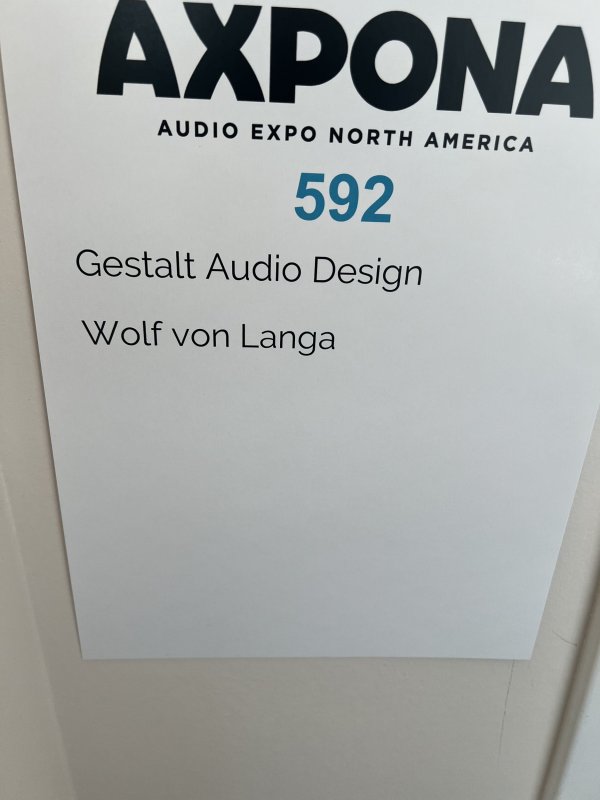 AXPONA
AUDIO EXPO NORTH AMERICA
592
Gestalt Audio Design
Wolf von Langa